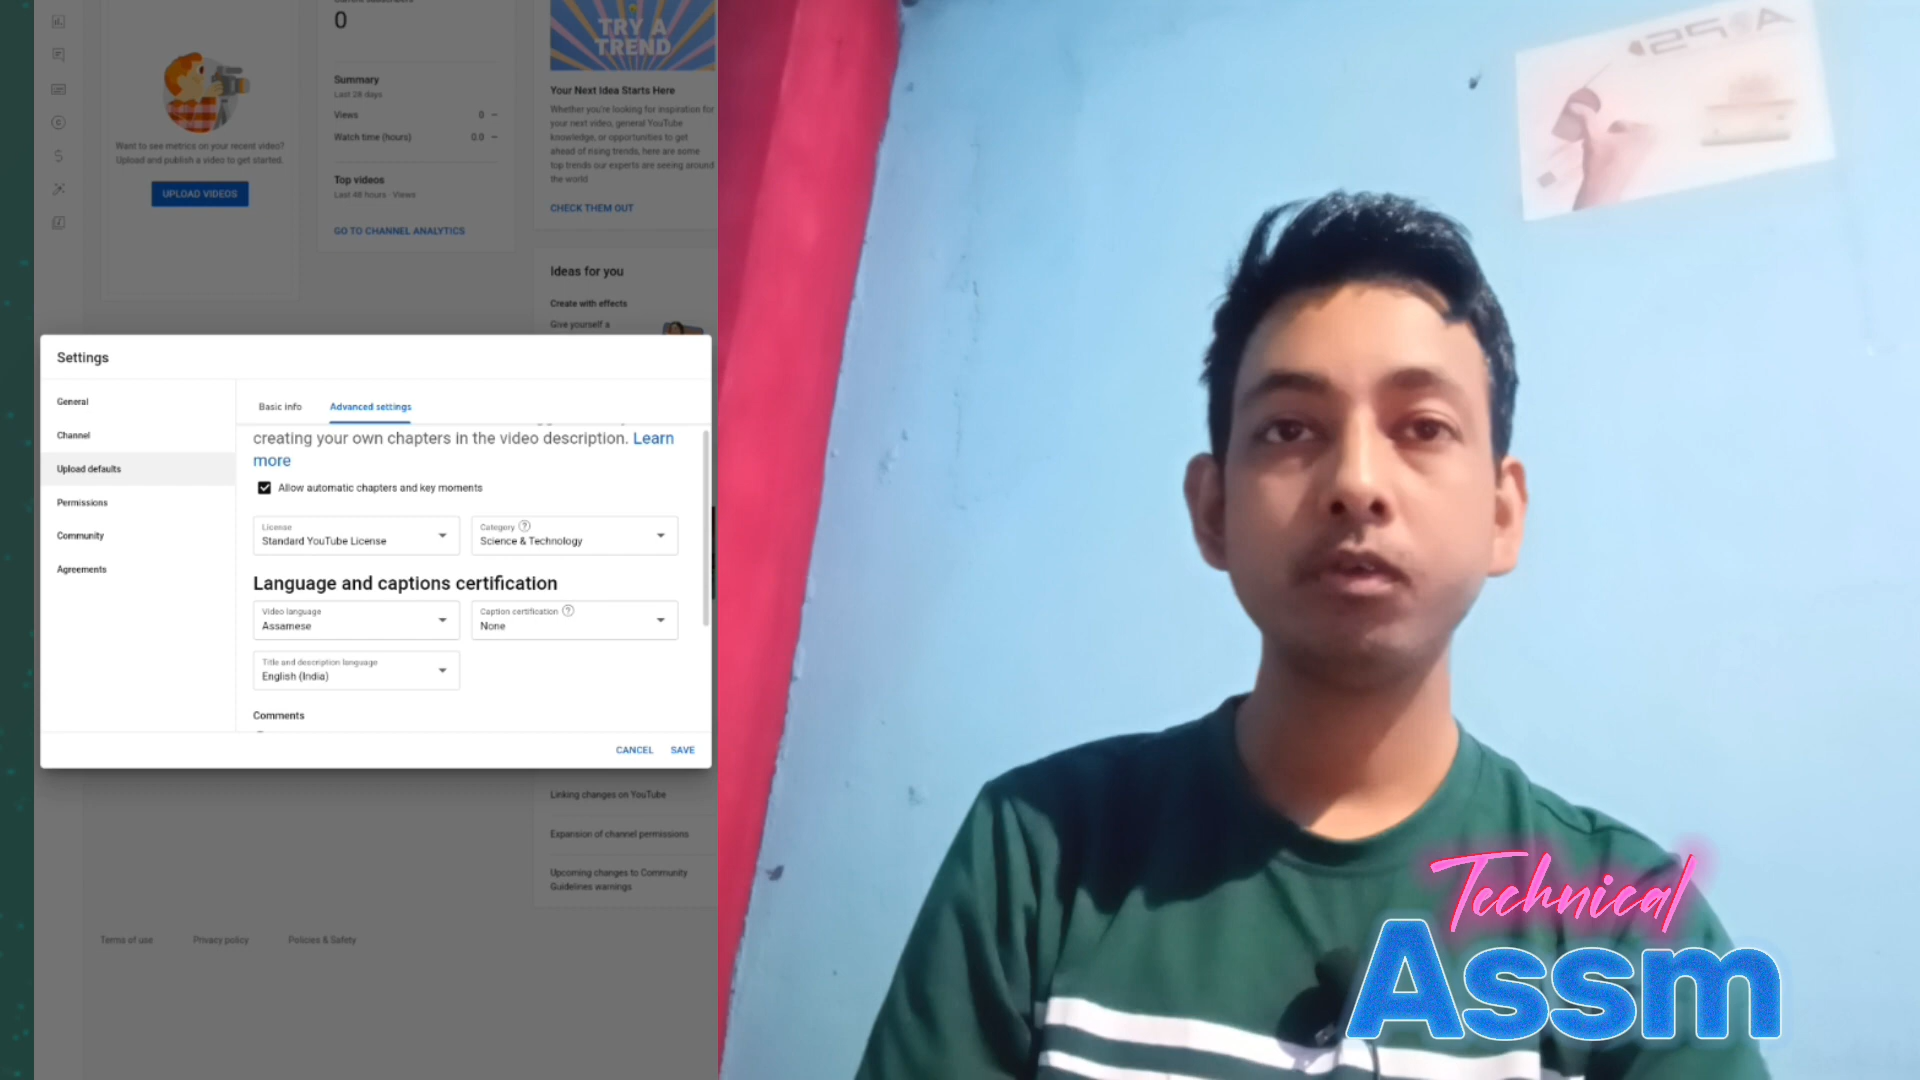 0
Want to see metrics on your recent video?
Upload and publish a video to get started.
UPLOAD VIDEOS
Summary
Last 28 days
Views 0 –
Watch time (hours) 0.0 –
Top videos
Last 48 hours · Views
GO TO CHANNEL ANALYTICS
TRY A
TREND
Your Next Idea Starts Here
Whether you're looking for inspiration for
your next video, general YouTube
knowledge, or opportunities to get
ahead of rising trends, here are some
top trends our experts are seeing around
the world
CHECK THEM OUT
Ideas for you
Create with effects
Give yourself a
Settings
General
Channel
Upload defaults
Permissions
Community
Agreements
Basic info
Advanced settings
creating your own chapters in the video description. Learn
more
Allow automatic chapters and key moments
License
Standard YouTube License
Category ?
Science & Technology
Language and captions certification
Video language
Assamese
Caption certification ?
None
Title and description language
English (India)
Comments
CANCEL SAVE
Linking changes on YouTube
Expansion of channel permissions
Upcoming changes to Community
Guidelines warnings
Terms of use
Privacy policy
Policies & Safety
Technical
Assm